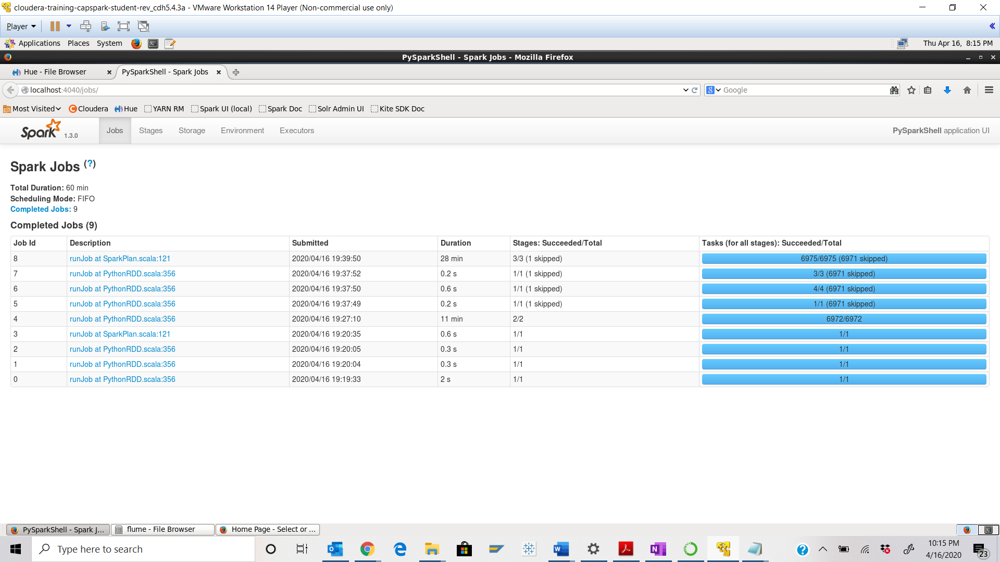 cloudera-training-capspark-student-rev_cdh5.4.3a - VMware Workstation 14 Player (Non-commercial use only)
Player
Applications Places System Thu Apr 16, 8:15 PM
PySparkShell - Spark Jobs - Mozilla Firefox
Hue - File Browser PySparkShell - Spark Jobs
localhost:4040/jobs/ 8 Google
Most Visited Cloudera Hue YARN RM Spark UI (local) Spark Doc Solr Admin UI Kite SDK Doc
Spark 1.3.0 Jobs Stages Storage Environment Executors PySparkShell application UI
Spark Jobs (?)
Total Duration: 60 min
Scheduling Mode: FIFO
Completed Jobs: 9
Completed Jobs (9)
Job Id Description Submitted Duration Stages: Succeeded/Total Tasks (for all stages): Succeeded/Total
8 runJob at SparkPlan.scala:121 2020/04/16 19:39:50 28 min 3/3 (1 skipped) 6975/6975 (6971 skipped)
7 runJob at PythonRDD.scala:356 2020/04/16 19:37:52 0.2 s 1/1 (1 skipped) 3/3 (6971 skipped)
6 runJob at PythonRDD.scala:356 2020/04/16 19:37:50 0.6 s 1/1 (1 skipped) 4/4 (6971 skipped)
5 runJob at PythonRDD.scala:356 2020/04/16 19:37:49 0.2 s 1/1 (1 skipped) 1/1 (6971 skipped)
4 runJob at PythonRDD.scala:356 2020/04/16 19:27:10 11 min 2/2 6972/6972
3 runJob at SparkPlan.scala:121 2020/04/16 19:20:35 0.6 s 1/1 1/1
2 runJob at PythonRDD.scala:356 2020/04/16 19:20:05 0.3 s 1/1 1/1
1 runJob at PythonRDD.scala:356 2020/04/16 19:20:04 0.3 s 1/1 1/1
0 runJob at PythonRDD.scala:356 2020/04/16 19:19:33 2 s 1/1 1/1
PySparkShell - Spark J... flume - File Browser Home Page - Select or ...
Type here to search 10:15 PM
4/16/2020 23